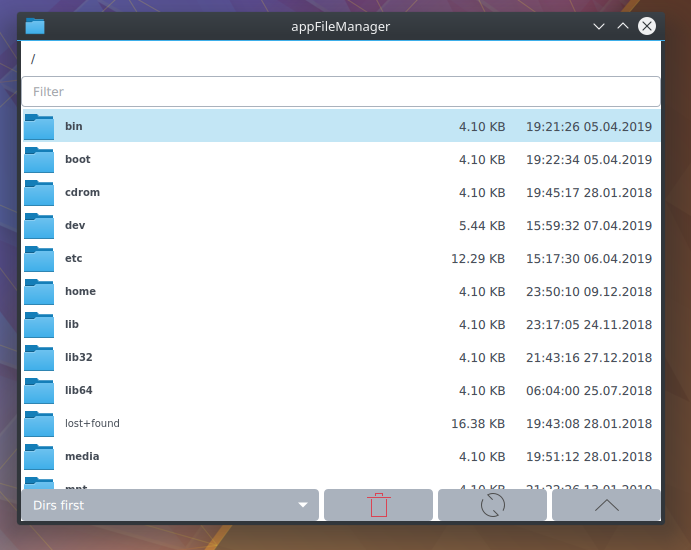 appFileManager
/
Filter
bin 4.10 KB 19:21:26 05.04.2019
boot 4.10 KB 19:22:34 05.04.2019
cdrom 4.10 KB 19:45:17 28.01.2018
dev 5.44 KB 15:59:32 07.04.2019
etc 12.29 KB 15:17:30 06.04.2019
home 4.10 KB 23:50:10 09.12.2018
lib 4.10 KB 23:17:05 24.11.2018
lib32 4.10 KB 21:43:16 27.12.2018
lib64 4.10 KB 06:04:00 25.07.2018
lost+found 16.38 KB 19:43:08 28.01.2018
media 4.10 KB 19:51:12 28.01.2018
mnt 4.10 KB
Dirs first